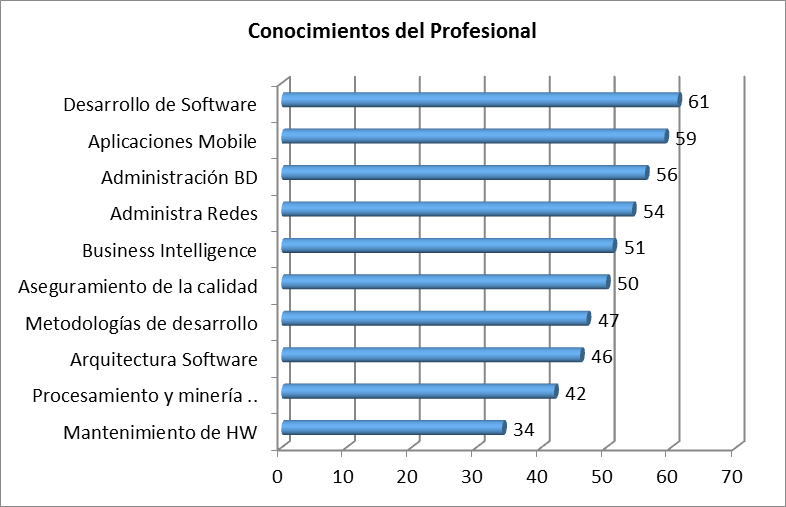 Conocimientos del Profesional
Desarrollo de Software 61
Aplicaciones Mobile 59
Administración BD 56
Administra Redes 54
Business Intelligence 51
Aseguramiento de la calidad 50
Metodologías de desarrollo 47
Arquitectura Software 46
Procesamiento y minería .. 42
Mantenimiento de HW 34
0 10 20 30 40 50 60 70